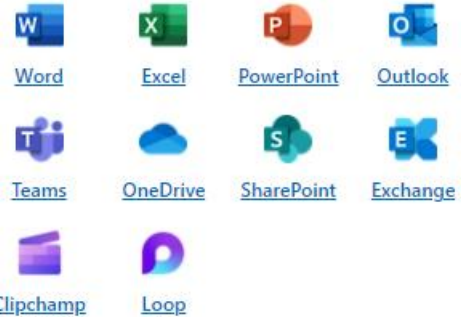 W X P O
Word Excel PowerPoint Outlook
T S E
Teams OneDrive SharePoint Exchange
Clipchamp Loop